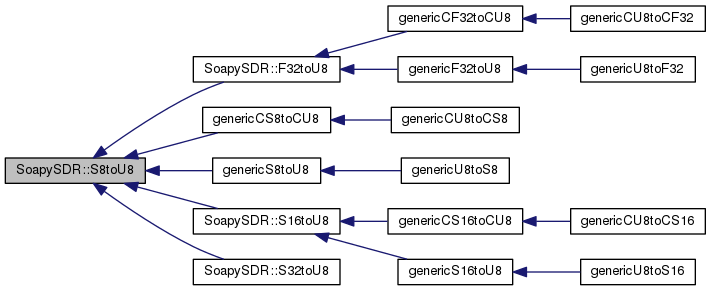 genericCF32toCU8
genericCU8toCF32
SoapySDR::F32toU8
genericF32toU8
genericU8toF32
genericCS8toCU8
genericCU8toCS8
SoapySDR::S8toU8
genericS8toU8
genericU8toS8
SoapySDR::S16toU8
genericCS16toCU8
genericCU8toCS16
SoapySDR::S32toU8
genericS16toU8
genericU8toS16